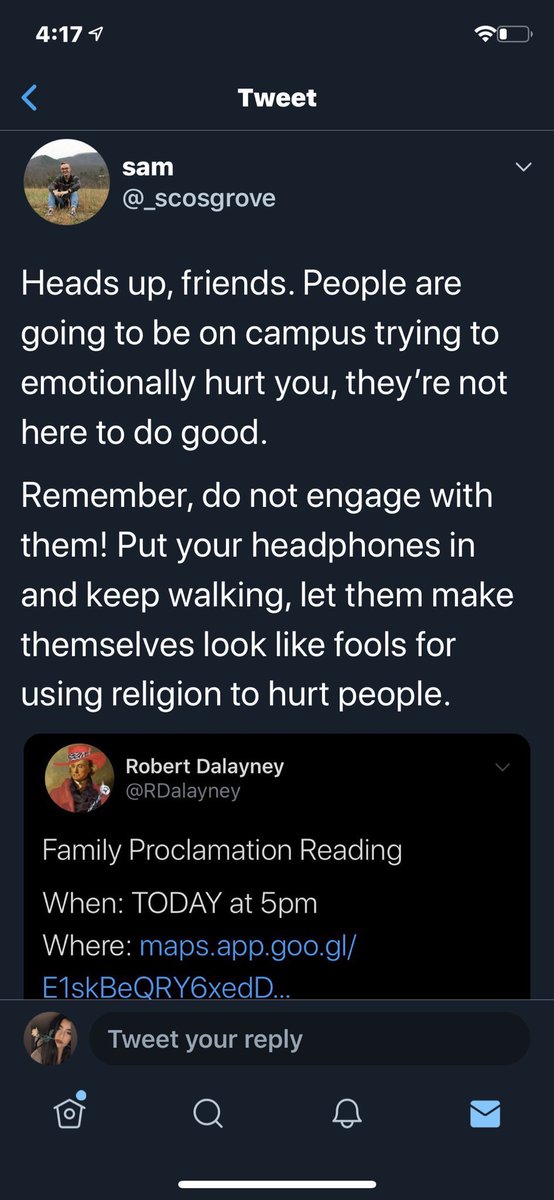 4:17
Tweet
sam
@_scosgrove
Heads up, friends. People are
going to be on campus trying to
emotionally hurt you, they’re not
here to do good.
Remember, do not engage with
them! Put your headphones in
and keep walking, let them make
themselves look like fools for
using religion to hurt people.
Robert Dalayney
@RDalayney
Family Proclamation Reading
When: TODAY at 5pm
Where: maps.app.goo.gl/
E1skBeQRY6xedD...
Tweet your reply